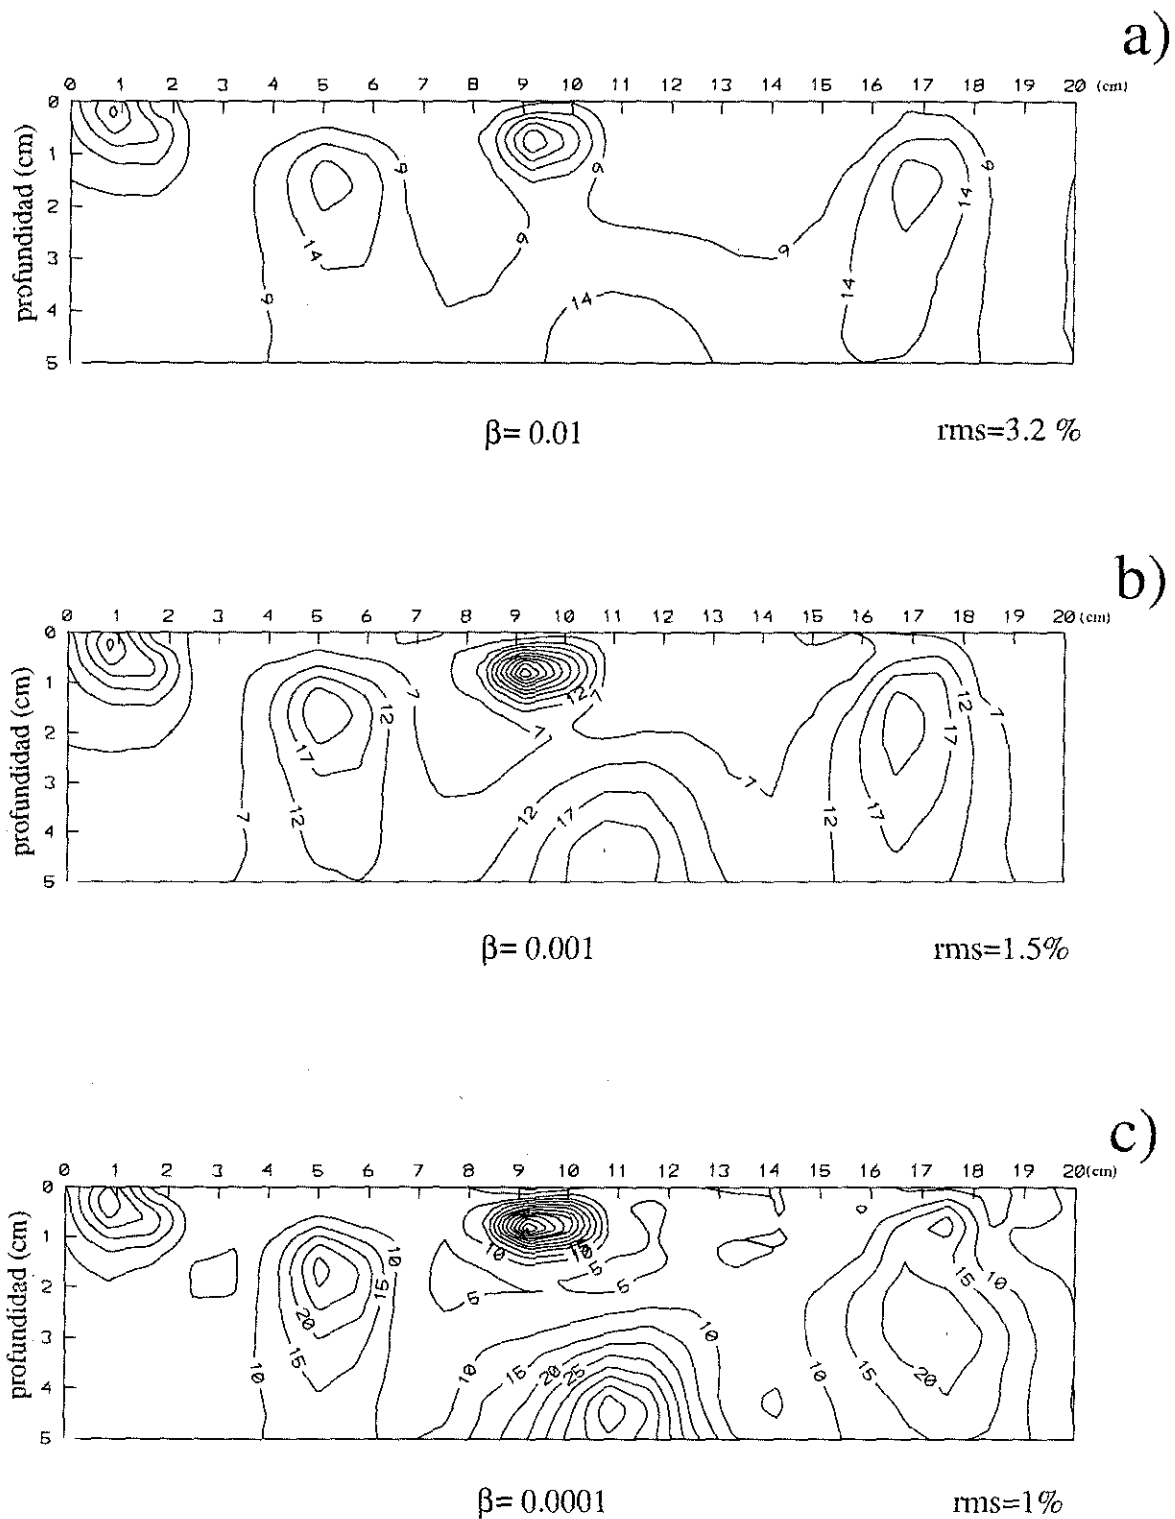 a)
0 1 2 3 4 5 6 7 8 9 10 11 12 13 14 15 16 17 18 19 20 (cm)
0
1
2
3
4
5
profundidad (cm)
9 14 9 9 9 14 9 14 14 9
β= 0.01 rms=3.2 %
b)
0 1 2 3 4 5 6 7 8 9 10 11 12 13 14 15 16 17 18 19 20 (cm)
0
1
2
3
4
5
profundidad (cm)
7 12 17 12 7 7 12 7 12 17 7 12 17 17 12 7
β= 0.001 rms=1.5%
c)
0 1 2 3 4 5 6 7 8 9 10 11 12 13 14 15 16 17 18 19 20(cm)
0
1
2
3
4
5
profundidad (cm)
10 15 20 15 10 5 10 10 5 5 10 15 20 25 10 10 15 20 15 10
β= 0.0001 rms=1%